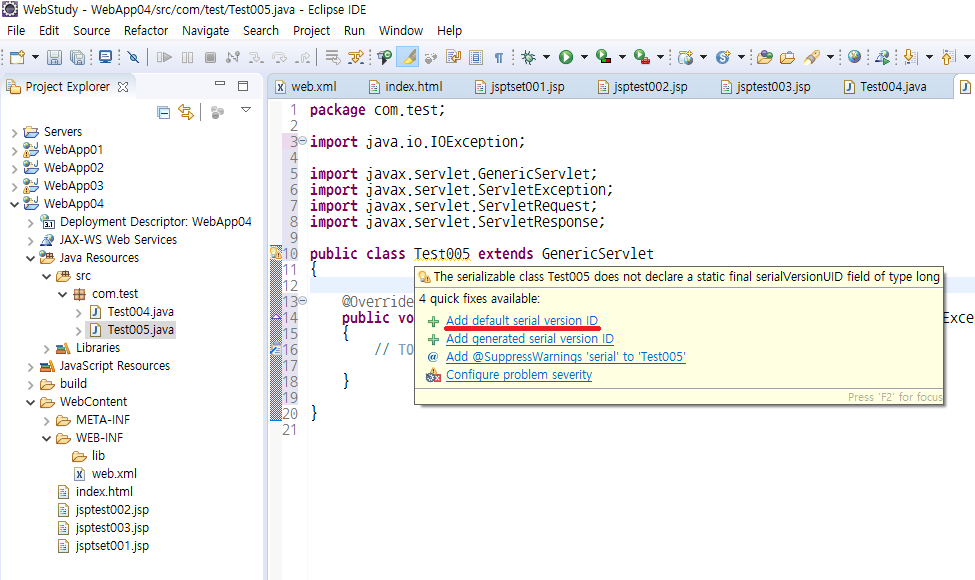 WebStudy - WebApp04/src/com/test/Test005.java - Eclipse IDE
File Edit Source Refactor Navigate Search Project Run Window Help
Project Explorer
web.xml index.html jsptset001.jsp jsptest002.jsp jsptest003.jsp Test004.java
Servers
WebApp01
WebApp02
WebApp03
WebApp04
Deployment Descriptor: WebApp04
JAX-WS Web Services
Java Resources
src
com.test
Test004.java
Test005.java
Libraries
JavaScript Resources
build
WebContent
META-INF
WEB-INF
lib
web.xml
index.html
jsptest002.jsp
jsptest003.jsp
jsptset001.jsp
1 package com.test;
2
3 import java.io.IOException;
4
5 import javax.servlet.GenericServlet;
6 import javax.servlet.ServletException;
7 import javax.servlet.ServletRequest;
8 import javax.servlet.ServletResponse;
9
10 public class Test005 extends GenericServlet
11 {
12
13 @Override
14 public vo Exce
15 {
16 // TO
17
18 }
19
20 }
21
The serializable class Test005 does not declare a static final serialVersionUID field of type long
4 quick fixes available:
Add default serial version ID
Add generated serial version ID
@ Add @SuppressWarnings 'serial' to 'Test005'
Configure problem severity
Press 'F2' for focus